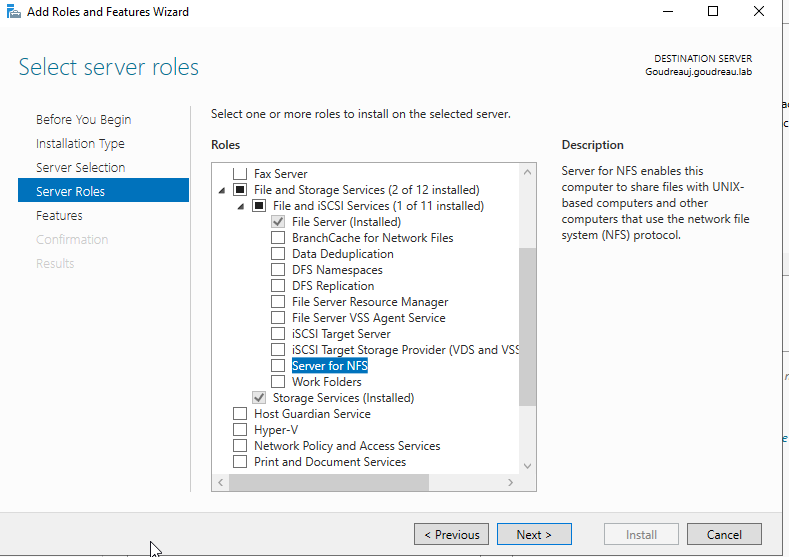 Add Roles and Features Wizard
Select server roles
DESTINATION SERVER
Goudreauj.goudreau.lab
Before You Begin
Installation Type
Server Selection
Server Roles
Features
Confirmation
Results
Select one or more roles to install on the selected server.
Roles
Fax Server
File and Storage Services (2 of 12 installed)
File and iSCSI Services (1 of 11 installed)
File Server (Installed)
BranchCache for Network Files
Data Deduplication
DFS Namespaces
DFS Replication
File Server Resource Manager
File Server VSS Agent Service
iSCSI Target Server
iSCSI Target Storage Provider (VDS and VSS
Server for NFS
Work Folders
Storage Services (Installed)
Host Guardian Service
Hyper-V
Network Policy and Access Services
Print and Document Services
Description
Server for NFS enables this
computer to share files with UNIX-
based computers and other
computers that use the network file
system (NFS) protocol.
< Previous
Next >
Install
Cancel